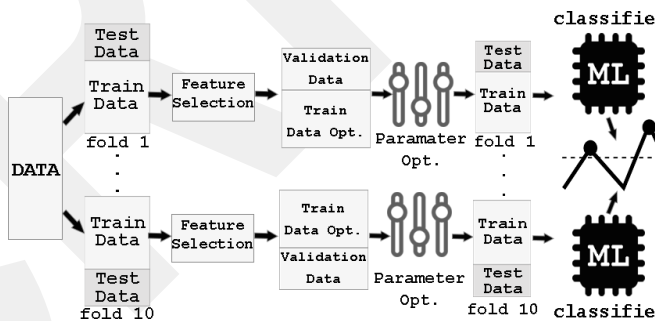 classifie
Test
Data
Train
Data
fold 1
Feature
Selection
Validation
Data
Train
Data Opt.
Paramater
Opt.
Test
Data
Train
Data
fold 1
ML
DATA
Train
Data
Test
Data
fold 10
Feature
Selection
Train
Data Opt.
Validation
Data
Parameter
Opt.
Train
Data
Test
Data
fold 10
ML
classifie